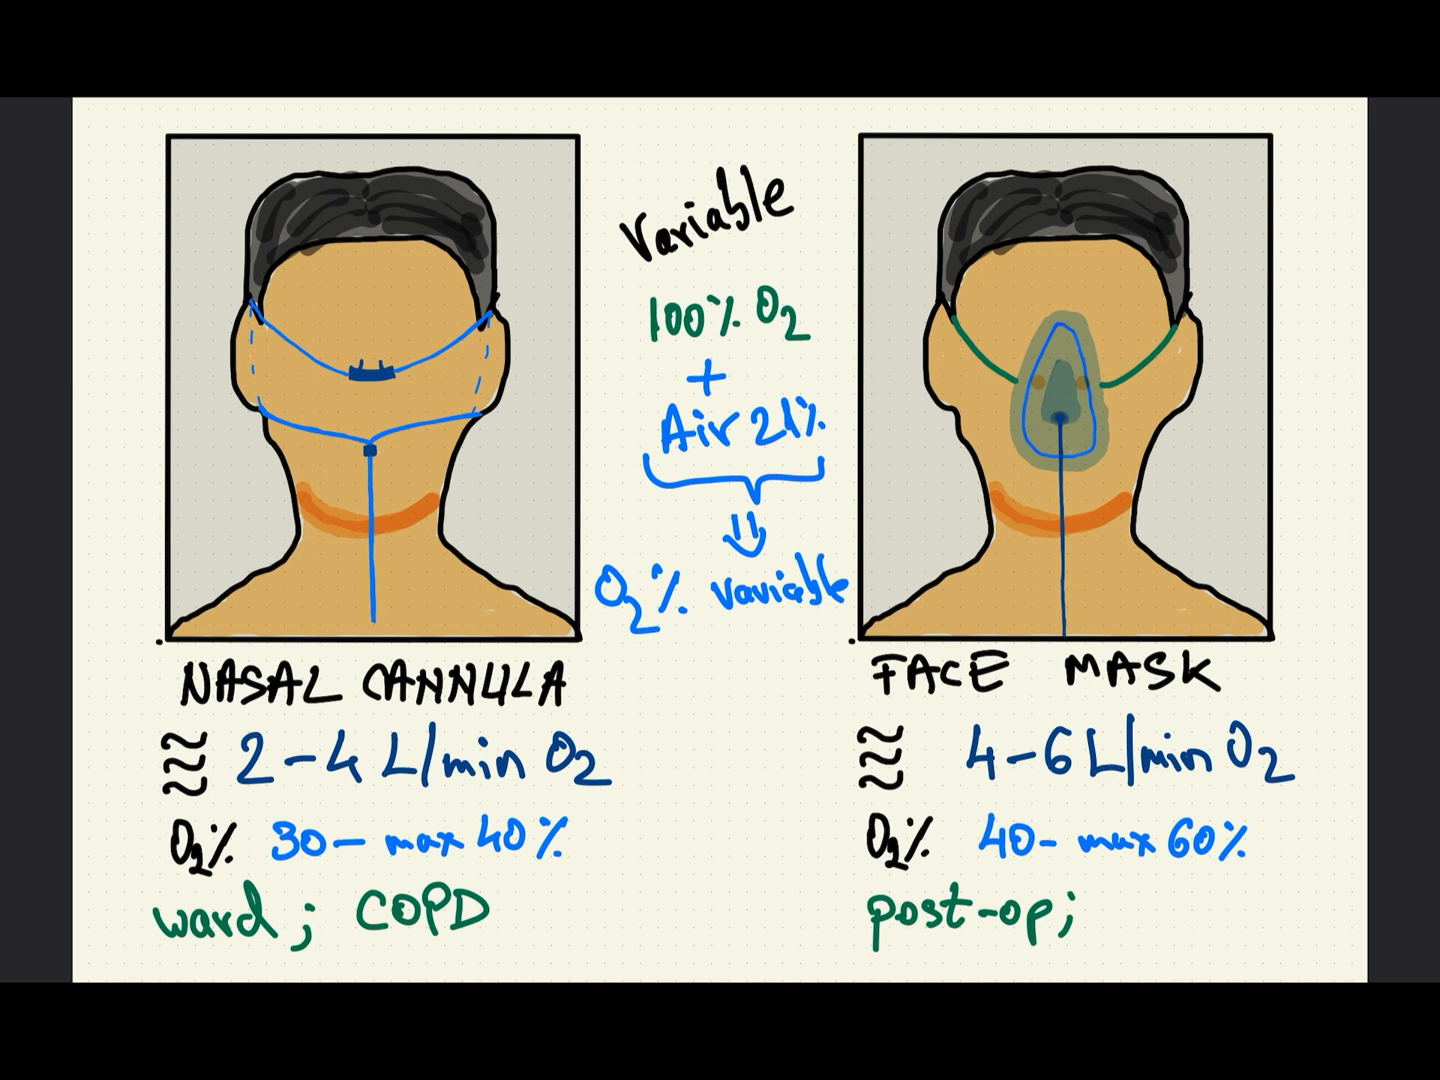 Variable
100% O2
+
Air 21%
O2% variable
NASAL CANNULA
≈ 2-4 L/min O2
O2% 30- max 40%
ward; COPD
FACE MASK
≈ 4-6 L/min O2
O2% 40- max 60%
post-op;